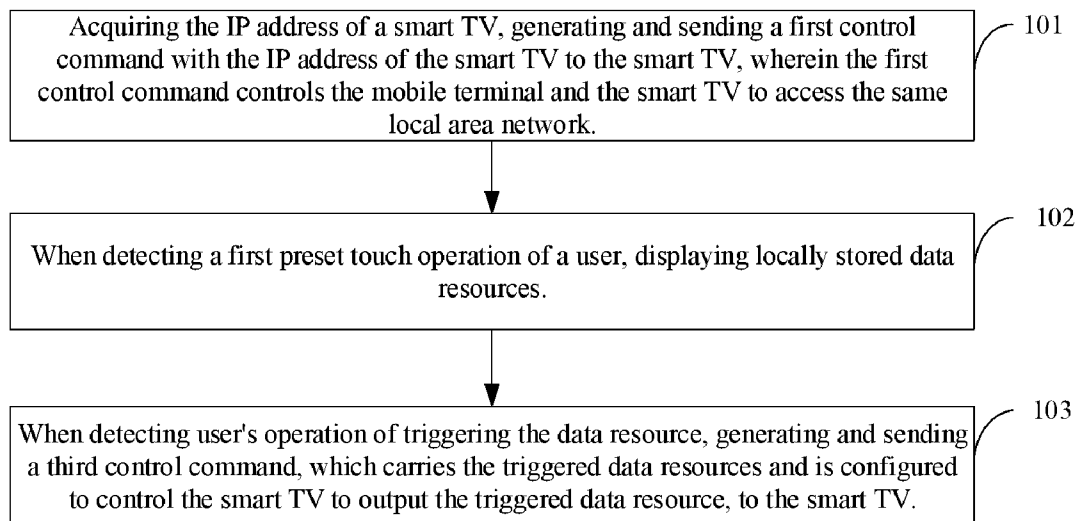 Acquiring the IP address of a smart TV, generating and sending a first control
command with the IP address of the smart TV to the smart TV, wherein the first
control command controls the mobile terminal and the smart TV to access the same
local area network.
101
When detecting a first preset touch operation of a user, displaying locally stored data
resources.
102
When detecting user's operation of triggering the data resource, generating and sending
a third control command, which carries the triggered data resources and is configured
to control the smart TV to output the triggered data resource, to the smart TV.
103